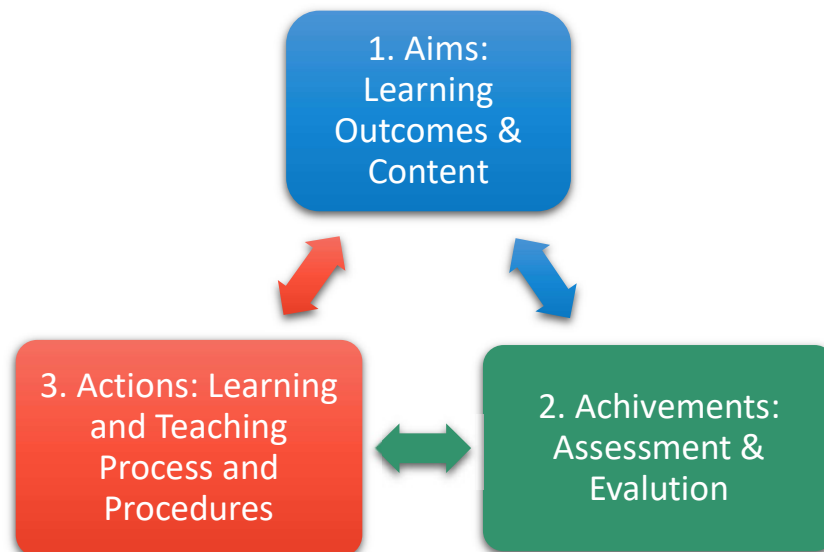 1. Aims:
Learning
Outcomes &
Content
3. Actions: Learning
and Teaching
Process and
Procedures
2. Achivements:
Assessment &
Evalution